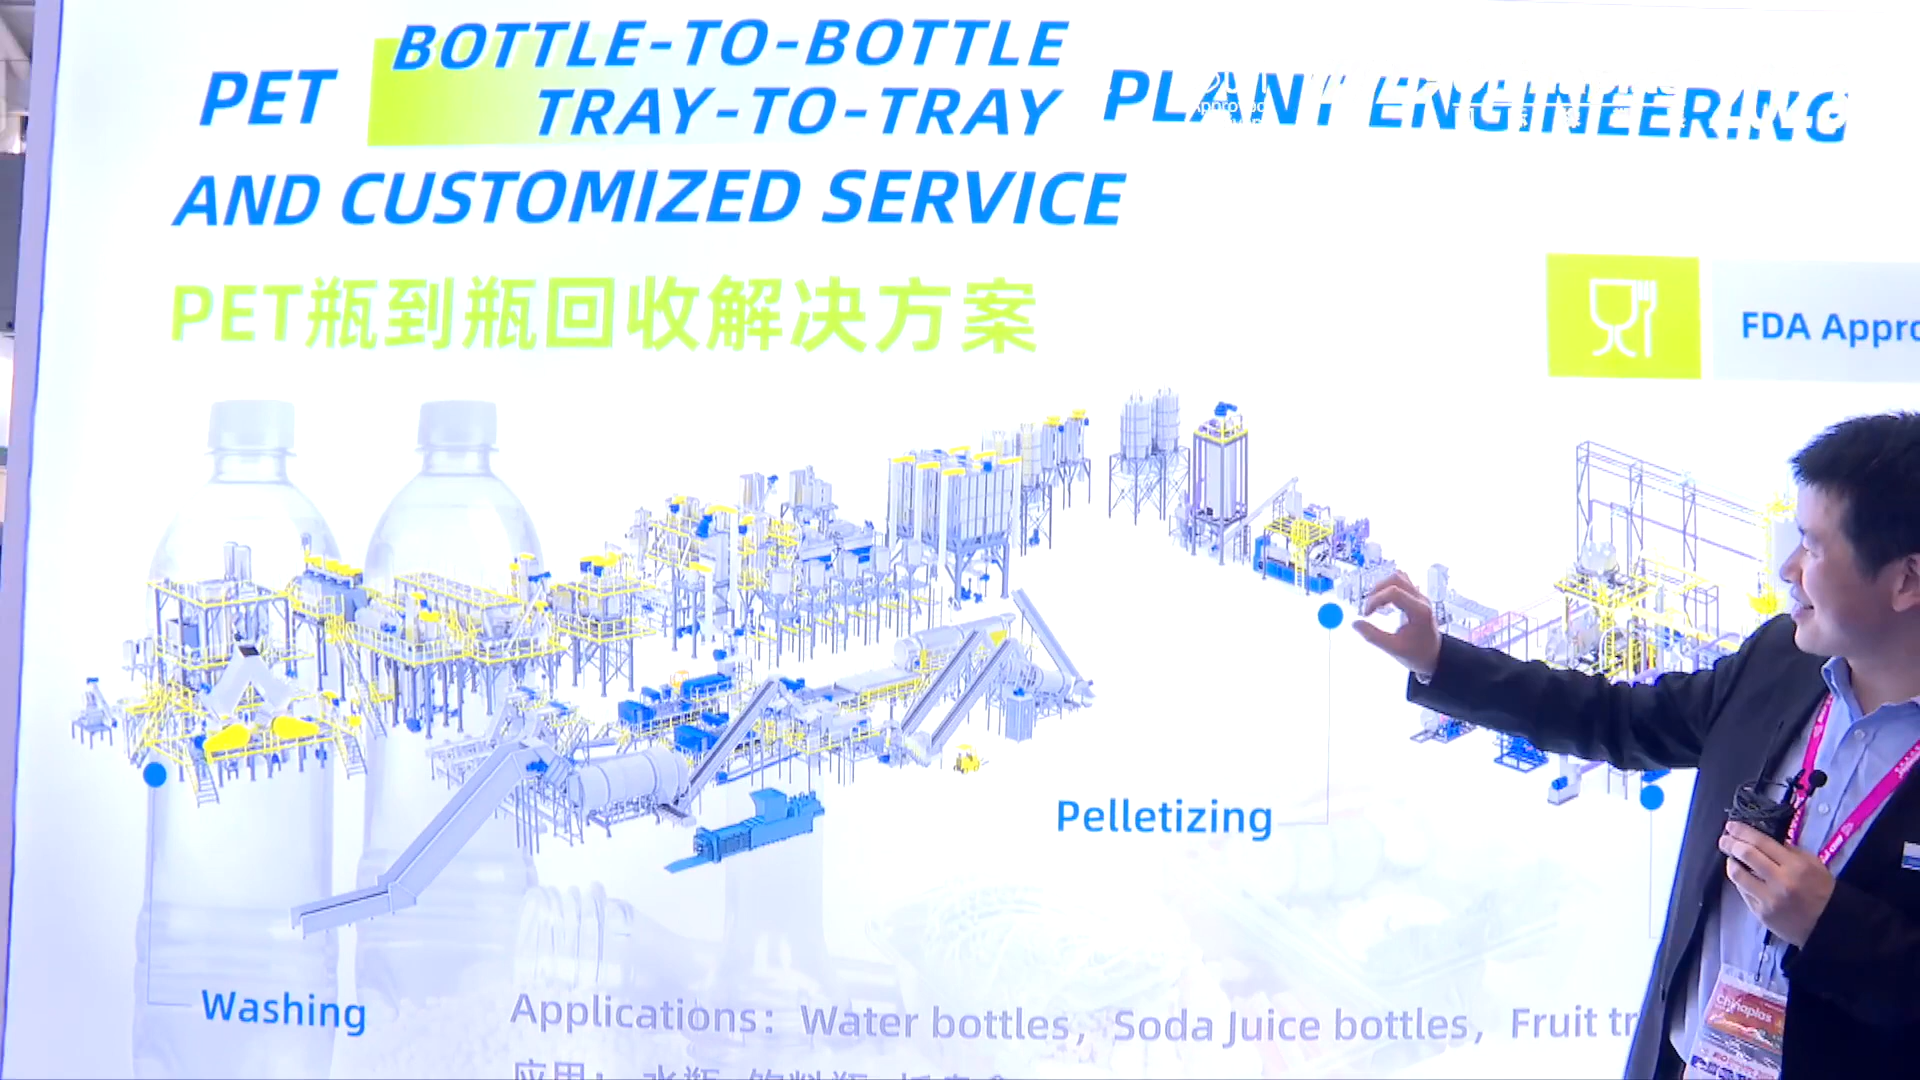 PET BOTTLE-TO-BOTTLE TRAY-TO-TRAY PLANT ENGINEERING
AND CUSTOMIZED SERVICE
PET瓶到瓶回收解决方案
FDA Appro
Pelletizing
Washing
Applications: Water bottles, Soda Juice bottles, Fruit tr
Chinaplas